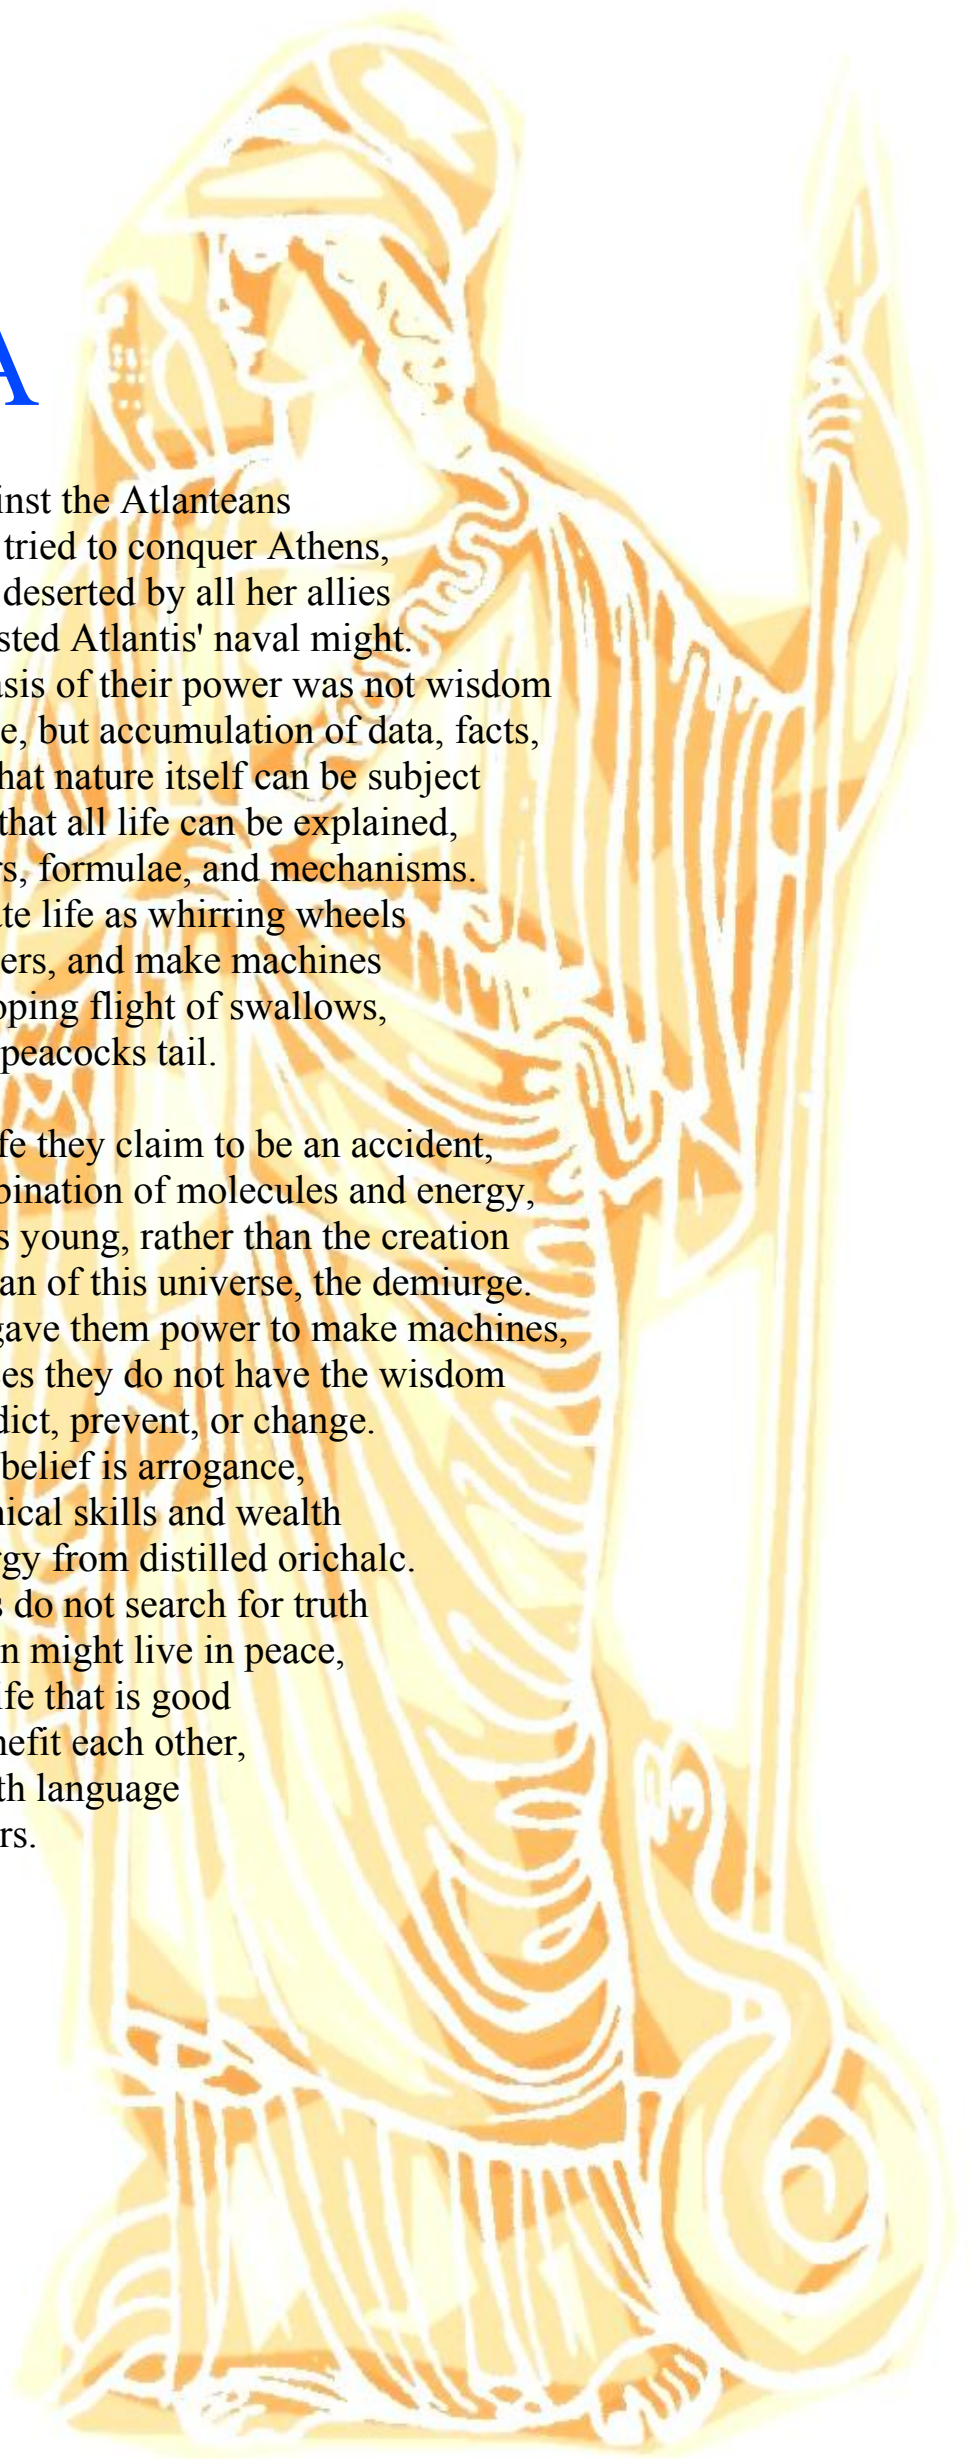 A
inst the Atlanteans
tried to conquer Athens,
deserted by all her allies
sted Atlantis' naval might.
asis of their power was not wisdom
e, but accumulation of data, facts,
hat nature itself can be subject
that all life can be explained,
rs, formulae, and mechanisms.
ate life as whirring wheels
ers, and make machines
oping flight of swallows,
peacocks tail.
fe they claim to be an accident,
bination of molecules and energy,
s young, rather than the creation
an of this universe, the demiurge.
gave them power to make machines,
es they do not have the wisdom
dict, prevent, or change.
belief is arrogance,
nical skills and wealth
rgy from distilled orichalc.
s do not search for truth
n might live in peace,
ife that is good
nefit each other,
th language
rs.